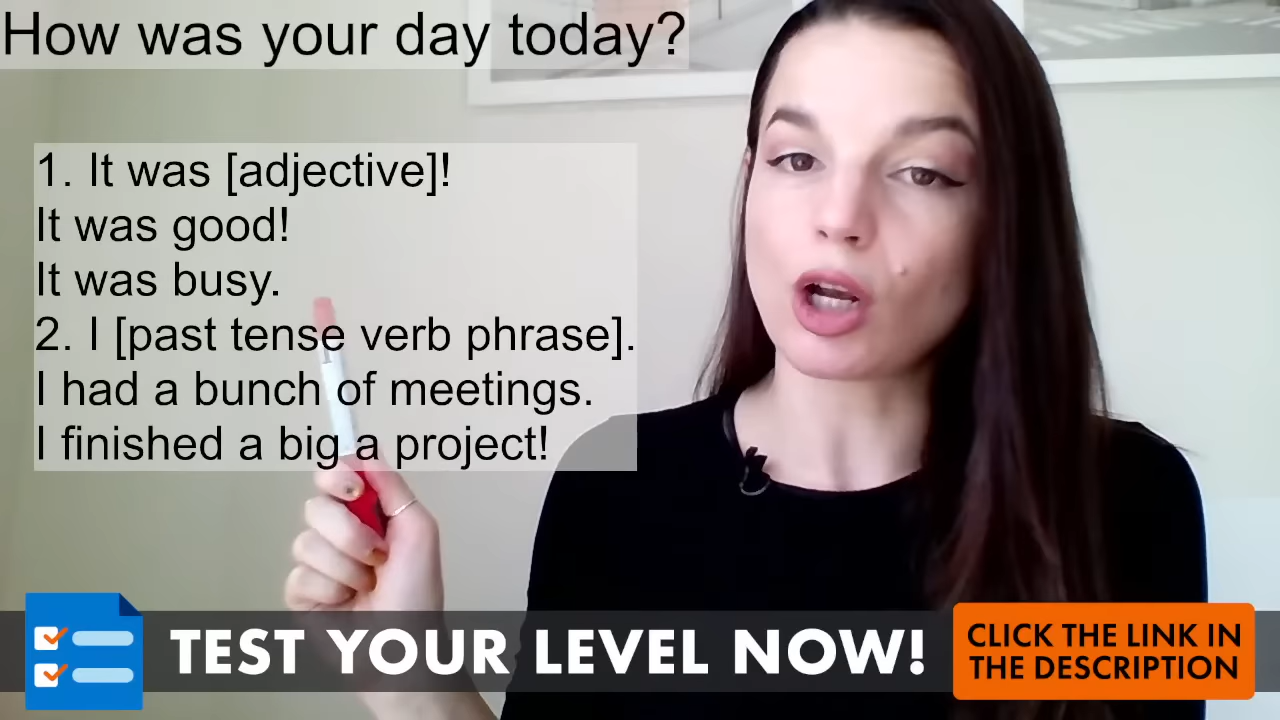 How was your day today?
1. It was [adjective]!
It was good!
It was busy.
2. I [past tense verb phrase].
I had a bunch of meetings.
I finished a big a project!
TEST YOUR LEVEL NOW!
CLICK THE LINK IN
THE DESCRIPTION